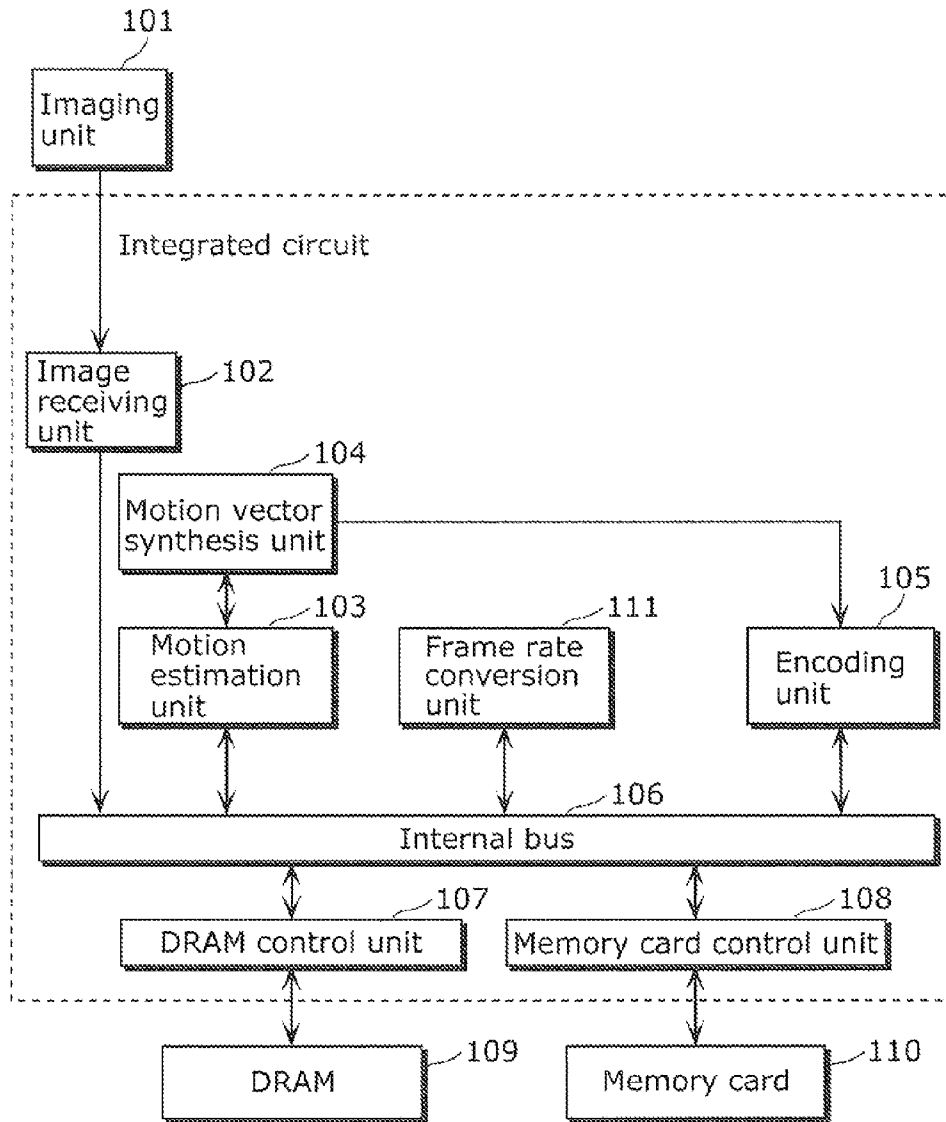 101
Imaging
unit
Integrated circuit
Image
receiving
unit
102
104
Motion vector
synthesis unit
103
Motion
estimation
unit
111
Frame rate
conversion
unit
105
Encoding
unit
106
Internal bus
107
DRAM control unit
108
Memory card control unit
109
DRAM
110
Memory card